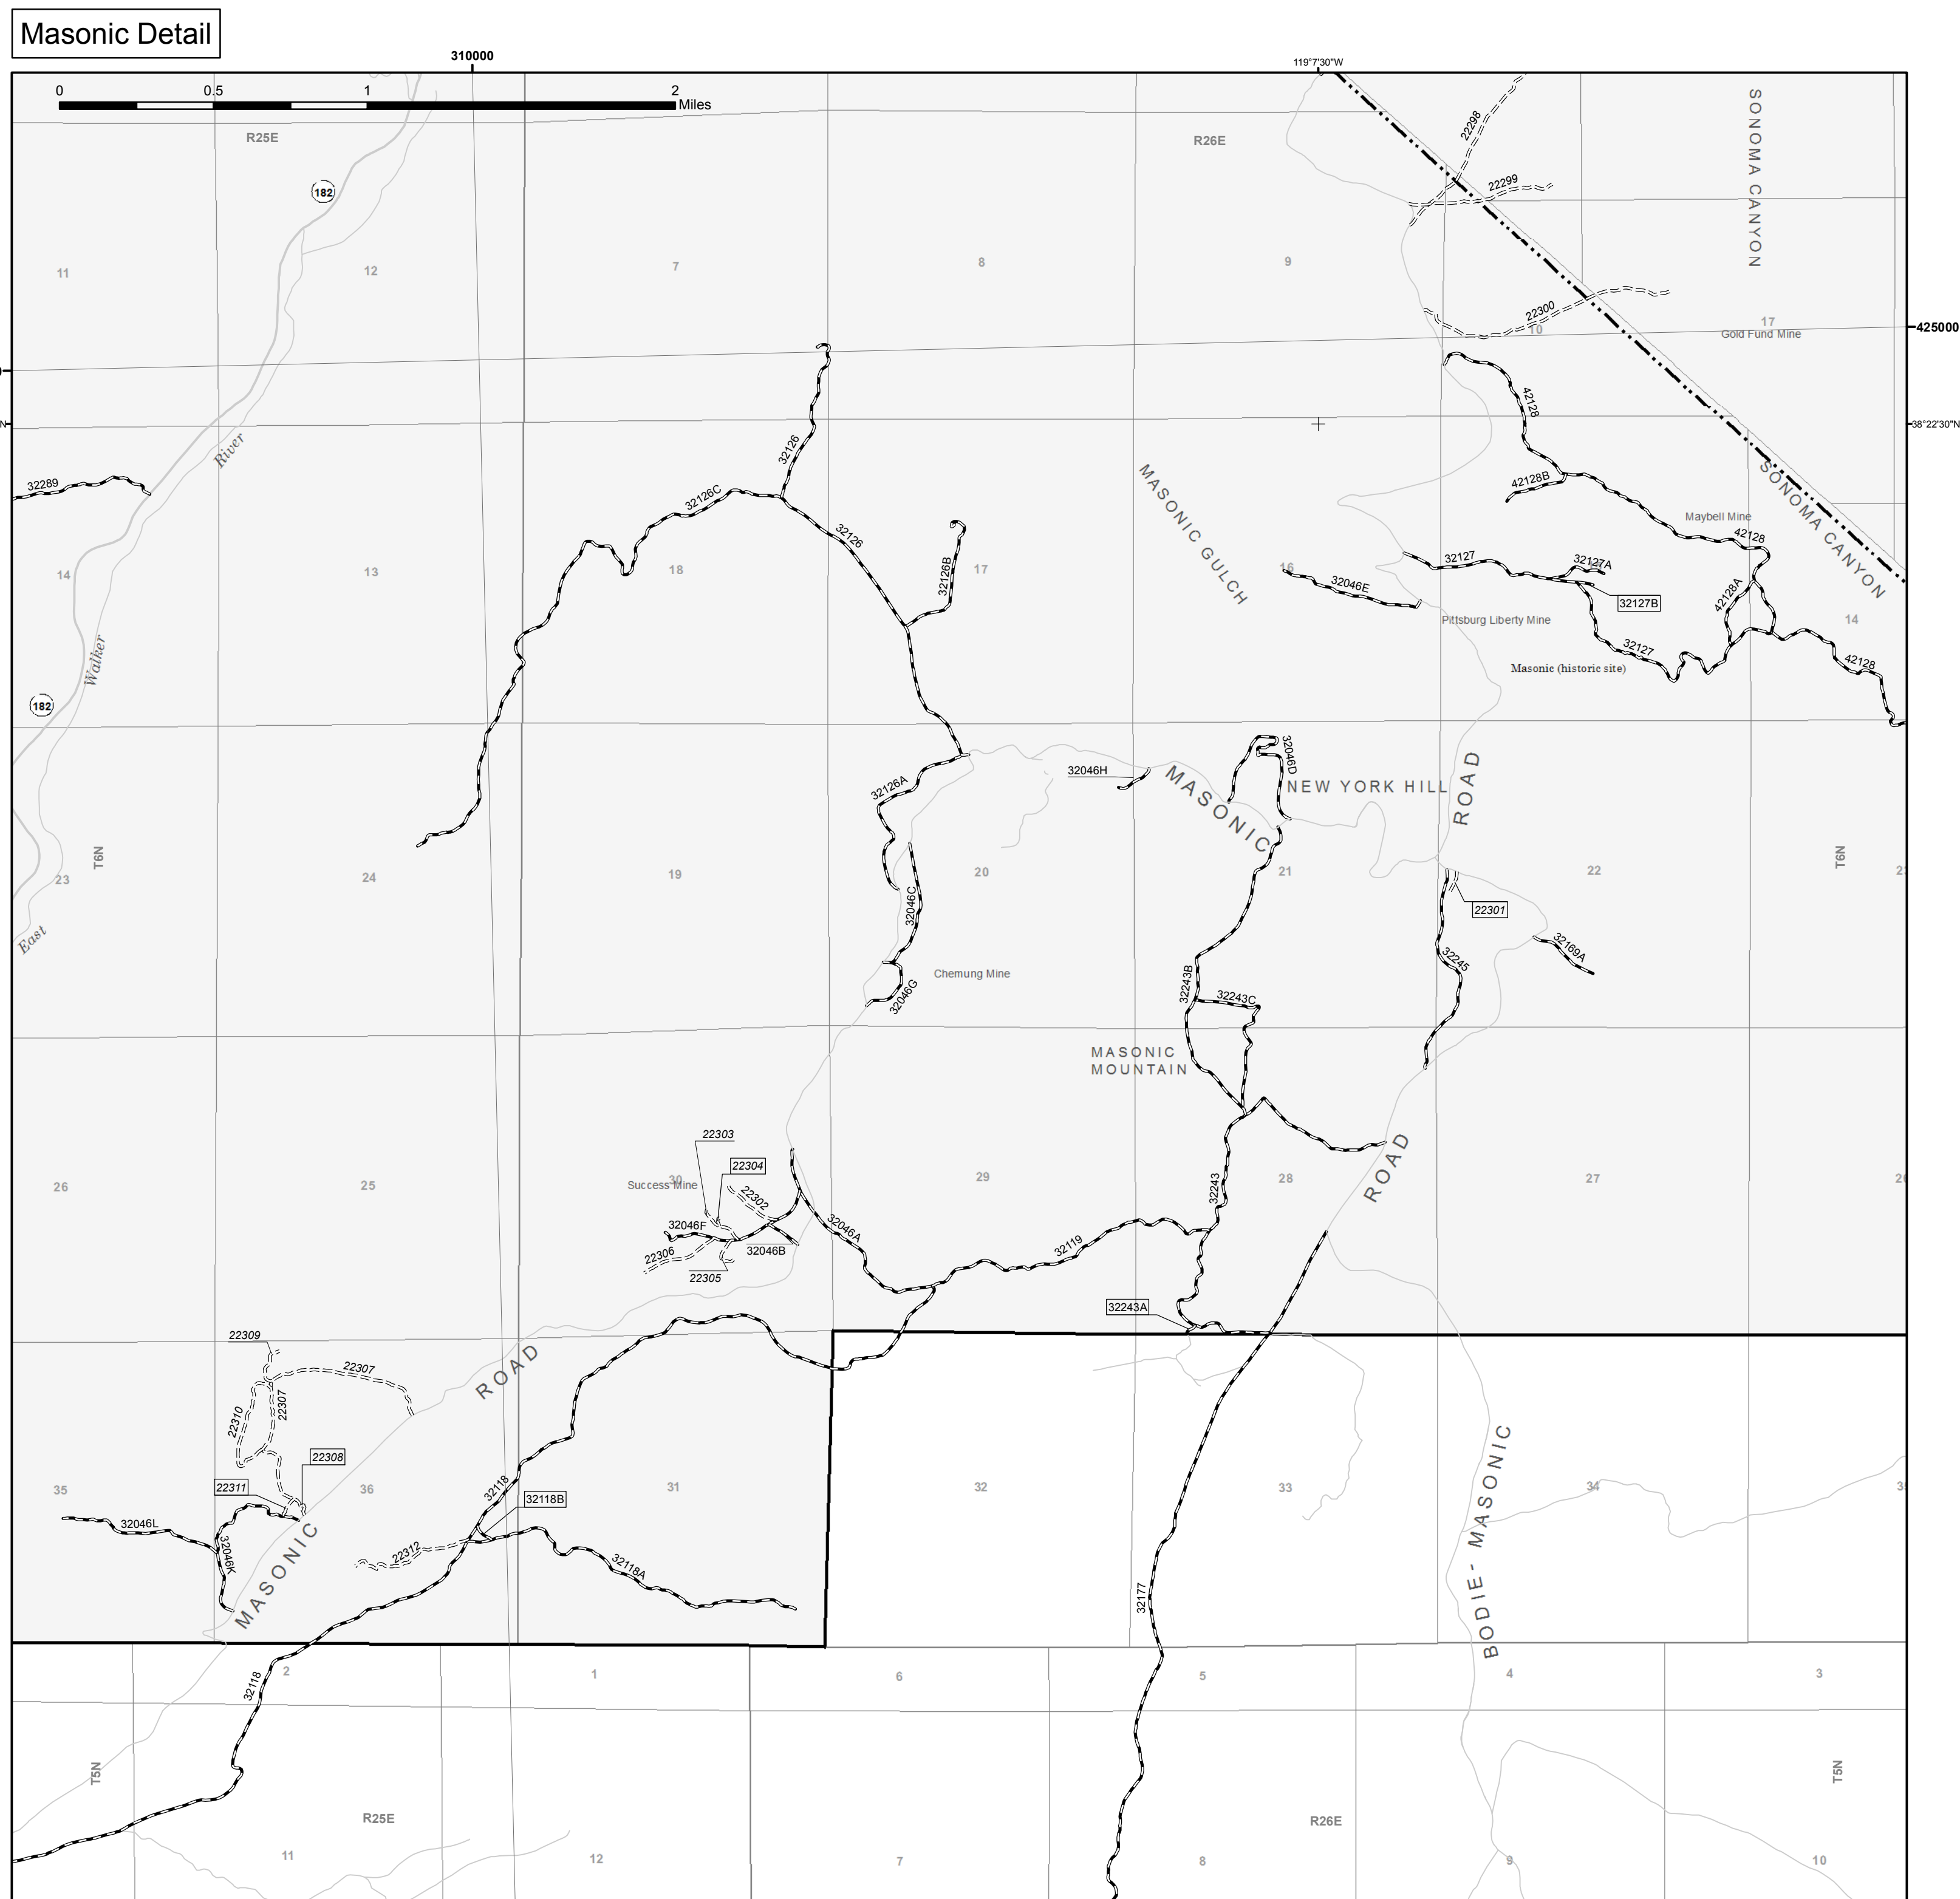 Masonic Detail
310000
119°7'30"W
0
0.5
1
2
Miles
R25E
R26E
SONOMA CANYON
22298
22299
182
11
12
7
8
9
22300
10
17
Gold Fund Mine
425000
42128
38°22'30"N
N
32126
River
32289
32126C
42128B
MASONIC GULCH
SONOMA CANYON
Maybell Mine
42128
32126
32126B
14
13
18
17
16
32127
32127A
32046E
32127B
42128A
Pittsburg Liberty Mine
14
Walker
Masonic (historic site)
32127
42128
182
32046D
32046H
MASONIC
NEW YORK HILL
ROAD
32126A
T6N
T6N
23
24
19
20
21
22
32046C
22301
East
32169A
32245
Chemung Mine
32046G
32243B
32243C
MASONIC
MOUNTAIN
22303
22304
ROAD
26
25
30
Success Mine
29
28
27
22302
32243
32046F
32046A
32046B
22306
22305
32119
32243A
22309
ROAD
22307
22307
22310
22308
22311
35
36
31
32
33
34
32118
32118B
BODIE - MASONIC
32046L
32046K
MASONIC
22312
32118A
32177
2
1
6
5
4
3
32118
T5N
T5N
R25E
R26E
11
12
7
8
9
10